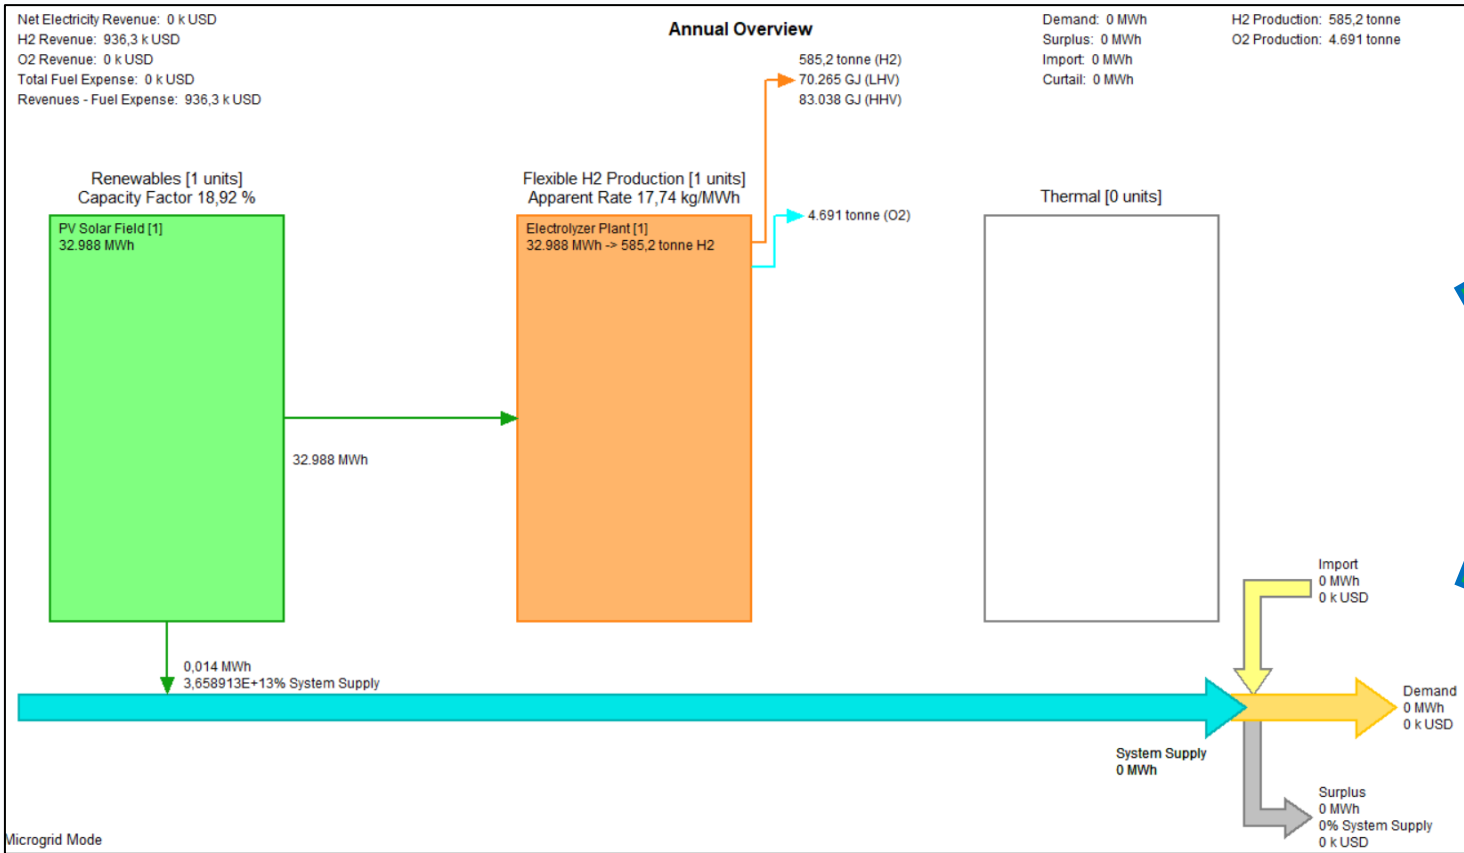 Net Electricity Revenue: 0 k USD
H2 Revenue: 936,3 k USD
O2 Revenue: 0 k USD
Total Fuel Expense: 0 k USD
Revenues - Fuel Expense: 936,3 k USD
Annual Overview
585,2 tonne (H2)
70.265 GJ (LHV)
83.038 GJ (HHV)
Demand: 0 MWh
Surplus: 0 MWh
Import: 0 MWh
Curtail: 0 MWh
H2 Production: 585,2 tonne
O2 Production: 4.691 tonne
Renewables [1 units]
Capacity Factor 18,92 %
PV Solar Field [1]
32.988 MWh
Flexible H2 Production [1 units]
Apparent Rate 17,74 kg/MWh
Electrolyzer Plant [1]
32.988 MWh -> 585,2 tonne H2
4.691 tonne (O2)
Thermal [0 units]
32.988 MWh
0,014 MWh
3,658913E+13% System Supply
Import
0 MWh
0 k USD
Demand
0 MWh
0 k USD
System Supply
0 MWh
Surplus
0 MWh
0% System Supply
0 k USD
Microgrid Mode